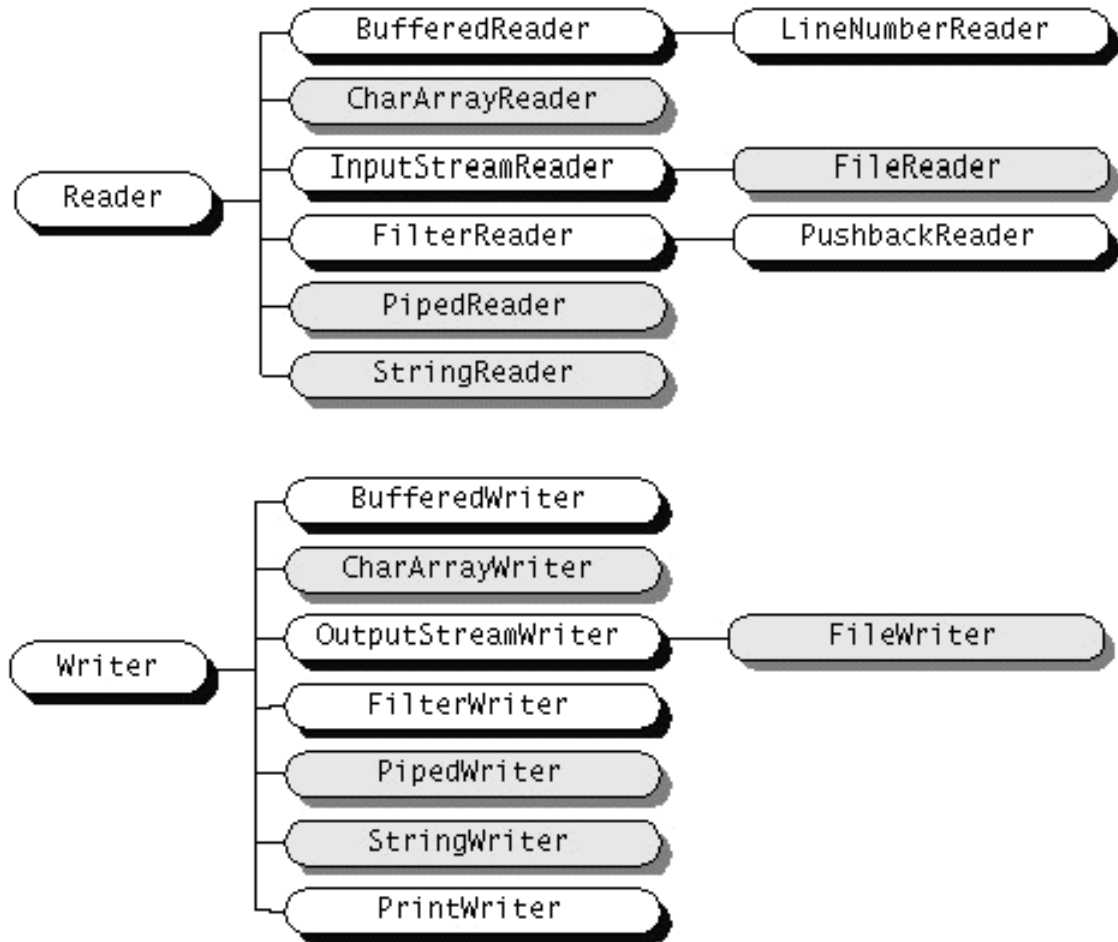 BufferedReader LineNumberReader
CharArrayReader
InputStreamReader FileReader
Reader
FilterReader PushbackReader
PipedReader
StringReader
BufferedWriter
CharArrayWriter
OutputStreamWriter FileWriter
Writer
FilterWriter
PipedWriter
StringWriter
PrintWriter